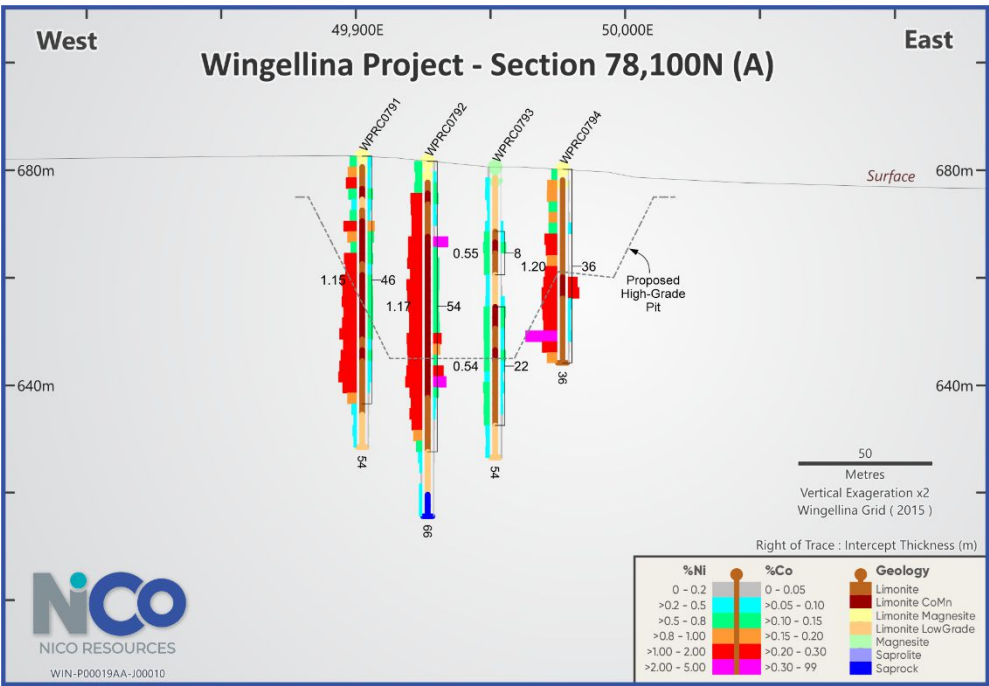 49,900E 50,000E
West East
Wingellina Project - Section 78,100N (A)
WPRC0791 WPRC0792 WPRC0793 WPRC0794
680m Surface 680m
0.55 8 1.20 36
1.15 46 1.17 54
Proposed
High-Grade
Pit
0.54 22
640m 36 640m
54 54
66
50
Metres
Vertical Exageration x2
Wingellina Grid ( 2015 )
Right of Trace : Intercept Thickness (m)
%Ni %Co Geology
0 - 0.2 0 - 0.05 Limonite
>0.2 - 0.5 >0.05 - 0.10 Limonite CoMn
>0.5 - 0.8 >0.10 - 0.15 Limonite Magnesite
>0.8 - 1.00 >0.15 - 0.20 Limonite LowGrade
>1.00 - 2.00 >0.20 - 0.30 Magnesite
>2.00 - 5.00 >0.30 - 99 Saprolite
Saprock
NiCo
NICO RESOURCES
WIN-P00019AA-J00010